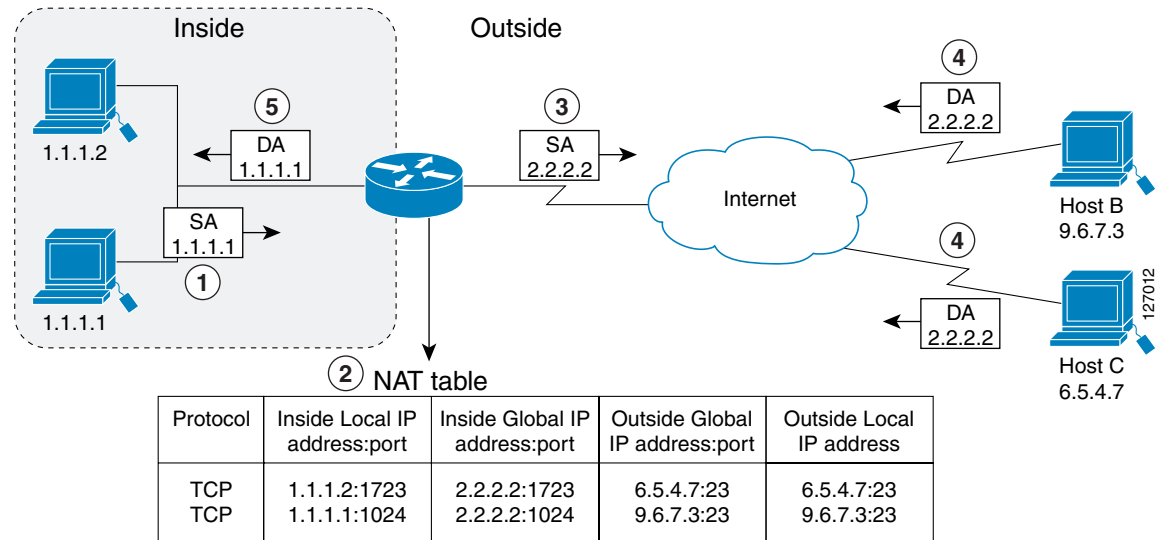 Inside
Outside
1.1.1.2
5
DA
1.1.1.1
3
SA
2.2.2.2
4
DA
2.2.2.2
Internet
Host B
9.6.7.3
SA
1.1.1.1
1
1.1.1.1
4
DA
2.2.2.2
Host C
6.5.4.7
127012
2 NAT table
Protocol
Inside Local IP
address:port
Inside Global IP
address:port
Outside Global
IP address:port
Outside Local
IP address
TCP 1.1.1.2:1723 2.2.2.2:1723 6.5.4.7:23 6.5.4.7:23
TCP 1.1.1.1:1024 2.2.2.2:1024 9.6.7.3:23 9.6.7.3:23